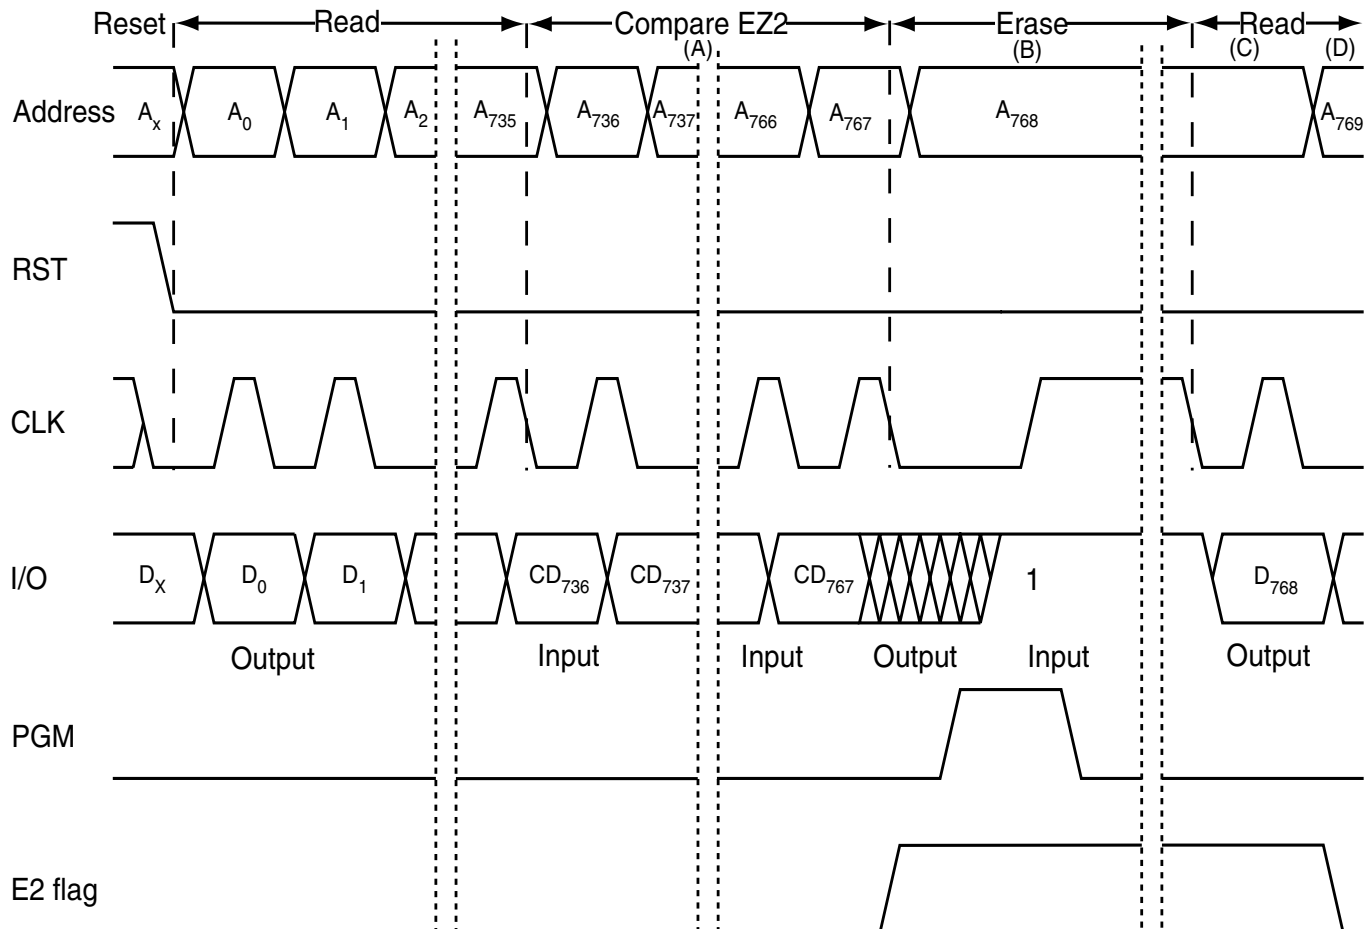 Reset Read Compare EZ2 Erase Read
(A) (B) (C) (D)
Address Ax A0 A1 A2 A735 A736 A737 A766 A767 A768 A769
RST
CLK
I/O DX D0 D1 CD736 CD737 CD767 1 D768
Output Input Input Output Input Output
PGM
E2 flag